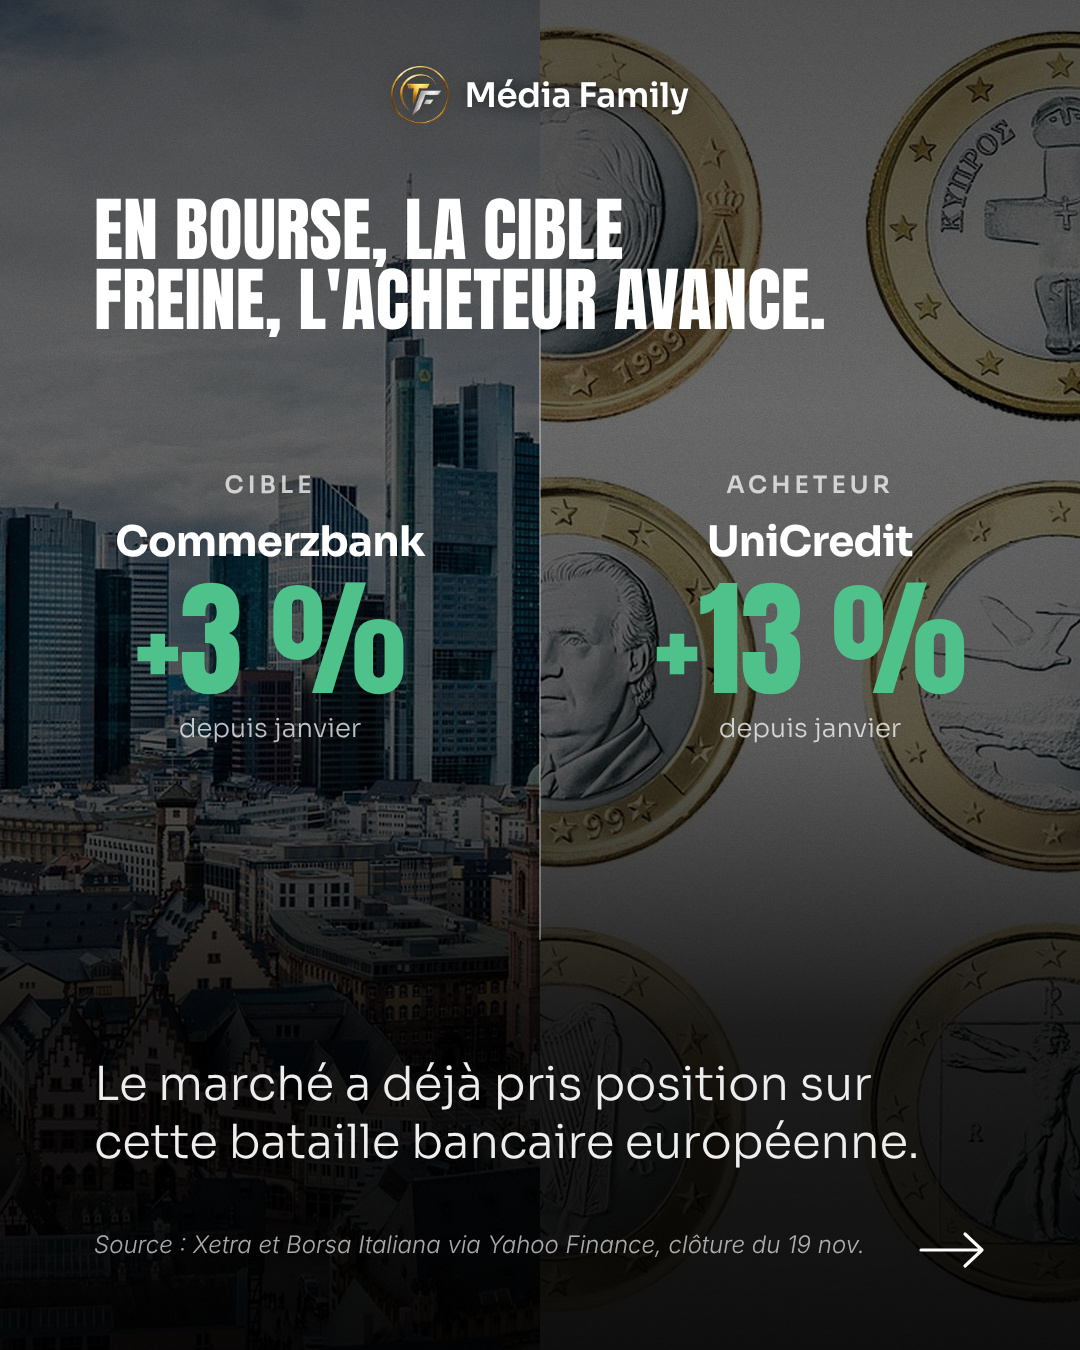 Média Family
EN BOURSE, LA CIBLE
FREINE, L'ACHETEUR AVANCE.
CIBLE
Commerzbank
+3 %
depuis janvier
ACHETEUR
UniCredit
+13 %
depuis janvier
Le marché a déjà pris position sur
cette bataille bancaire européenne.
Source : Xetra et Borsa Italiana via Yahoo Finance, clôture du 19 nov.
ΚΥΠΡΟΣ
1999